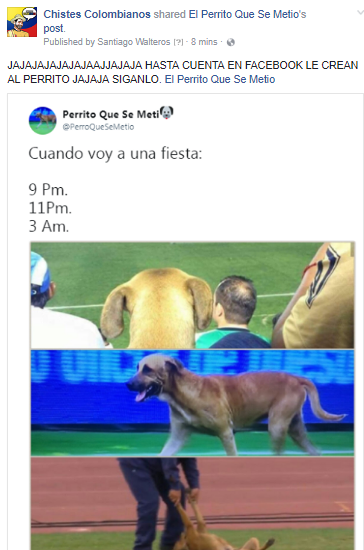 Chistes Colombianos shared El Perrito Que Se Metio's
post.
Published by Santiago Walteros [?] · 8 mins ·
JAJAJAJAJAJAJAAJJAJAJA HASTA CUENTA EN FACEBOOK LE CREAN
AL PERRITO JAJAJA SIGANLO. El Perrito Que Se Metio
Perrito Que Se Meti
@PerroQueSeMetio
Cuando voy a una fiesta:
9 Pm.
11Pm.
3 Am.